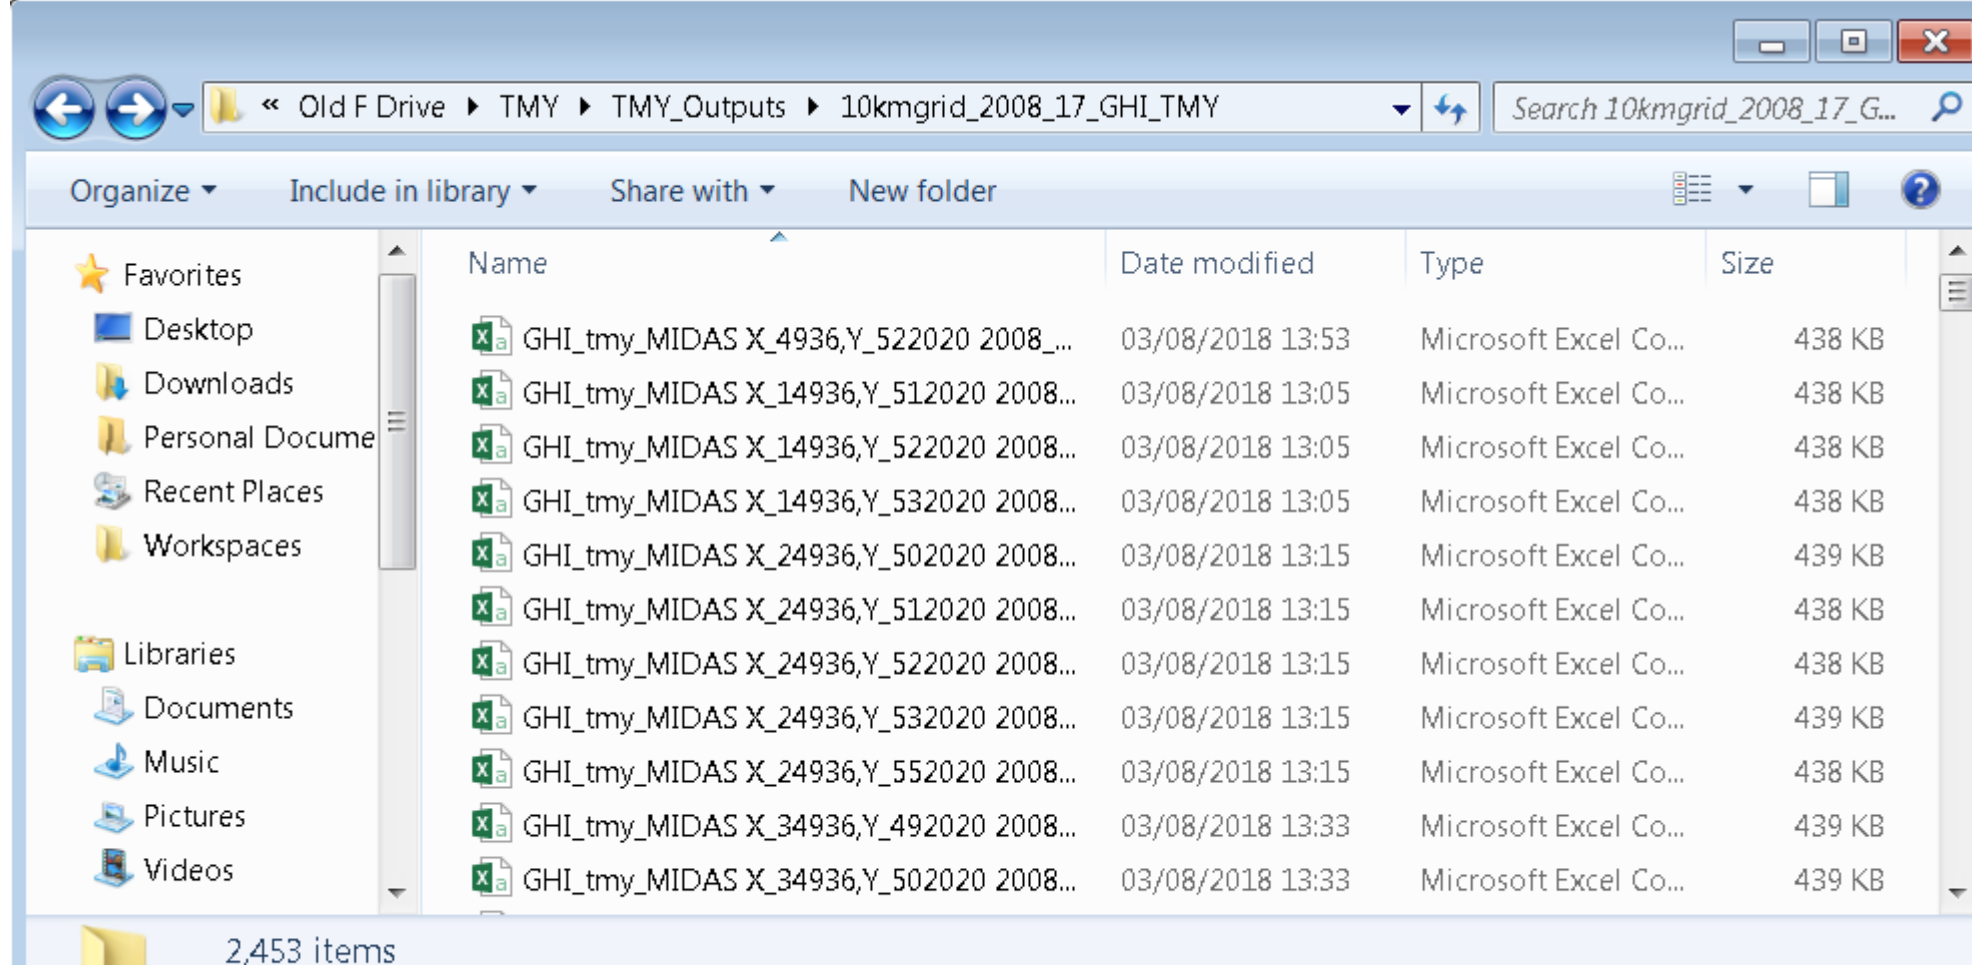 « Old F Drive ▸ TMY ▸ TMY_Outputs ▸ 10kmgrid_2008_17_GHI_TMY
Search 10kmgrid_2008_17_G...
Organize Include in library Share with New folder
Favorites
Desktop
Downloads
Personal Docume
Recent Places
Workspaces
Libraries
Documents
Music
Pictures
Videos
Name Date modified Type Size
GHI_tmy_MIDAS X_4936,Y_522020 2008_... 03/08/2018 13:53 Microsoft Excel Co... 438 KB
GHI_tmy_MIDAS X_14936,Y_512020 2008... 03/08/2018 13:05 Microsoft Excel Co... 438 KB
GHI_tmy_MIDAS X_14936,Y_522020 2008... 03/08/2018 13:05 Microsoft Excel Co... 438 KB
GHI_tmy_MIDAS X_14936,Y_532020 2008... 03/08/2018 13:05 Microsoft Excel Co... 438 KB
GHI_tmy_MIDAS X_24936,Y_502020 2008... 03/08/2018 13:15 Microsoft Excel Co... 439 KB
GHI_tmy_MIDAS X_24936,Y_512020 2008... 03/08/2018 13:15 Microsoft Excel Co... 438 KB
GHI_tmy_MIDAS X_24936,Y_522020 2008... 03/08/2018 13:15 Microsoft Excel Co... 438 KB
GHI_tmy_MIDAS X_24936,Y_532020 2008... 03/08/2018 13:15 Microsoft Excel Co... 439 KB
GHI_tmy_MIDAS X_24936,Y_552020 2008... 03/08/2018 13:15 Microsoft Excel Co... 438 KB
GHI_tmy_MIDAS X_34936,Y_492020 2008... 03/08/2018 13:33 Microsoft Excel Co... 439 KB
GHI_tmy_MIDAS X_34936,Y_502020 2008... 03/08/2018 13:33 Microsoft Excel Co... 439 KB
2,453 items